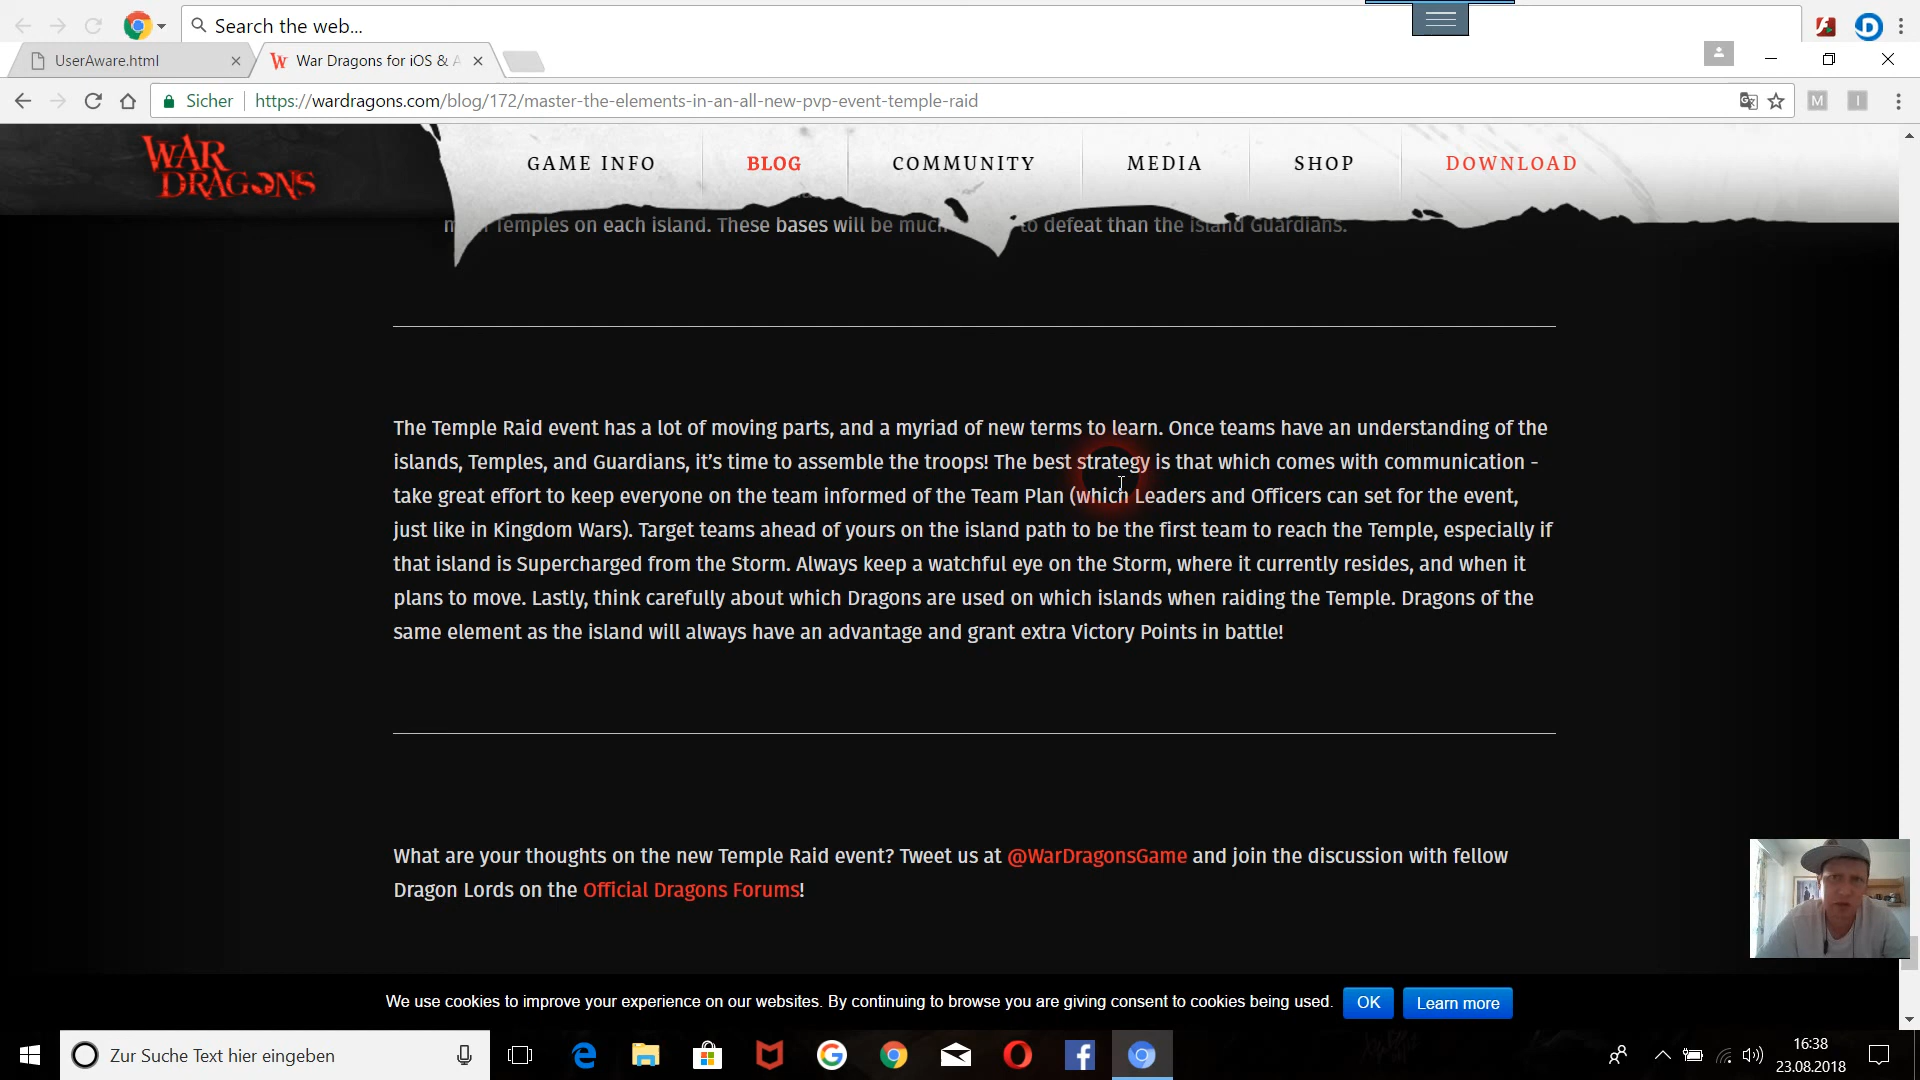 Search the web...
UserAware.html
War Dragons for iOS & A
Sicher
https://wardragons.com/blog/172/master-the-elements-in-an-all-new-pvp-event-temple-raid
M
I
WAR DRAGONS
GAME INFO
BLOG
COMMUNITY
MEDIA
SHOP
DOWNLOAD
Temples on each island. These bases will be much to defeat than the island Guardians.
The Temple Raid event has a lot of moving parts, and a myriad of new terms to learn. Once teams have an understanding of the
islands, Temples, and Guardians, it's time to assemble the troops! The best strategy is that which comes with communication -
take great effort to keep everyone on the team informed of the Team Plan (which Leaders and Officers can set for the event,
just like in Kingdom Wars). Target teams ahead of yours on the island path to be the first team to reach the Temple, especially if
that island is Supercharged from the Storm. Always keep a watchful eye on the Storm, where it currently resides, and when it
plans to move. Lastly, think carefully about which Dragons are used on which islands when raiding the Temple. Dragons of the
same element as the island will always have an advantage and grant extra Victory Points in battle!
What are your thoughts on the new Temple Raid event? Tweet us at @WarDragonsGame and join the discussion with fellow
Dragon Lords on the Official Dragons Forums!
We use cookies to improve your experience on our websites. By continuing to browse you are giving consent to cookies being used.
OK
Learn more
Zur Suche Text hier eingeben
16:38
23.08.2018